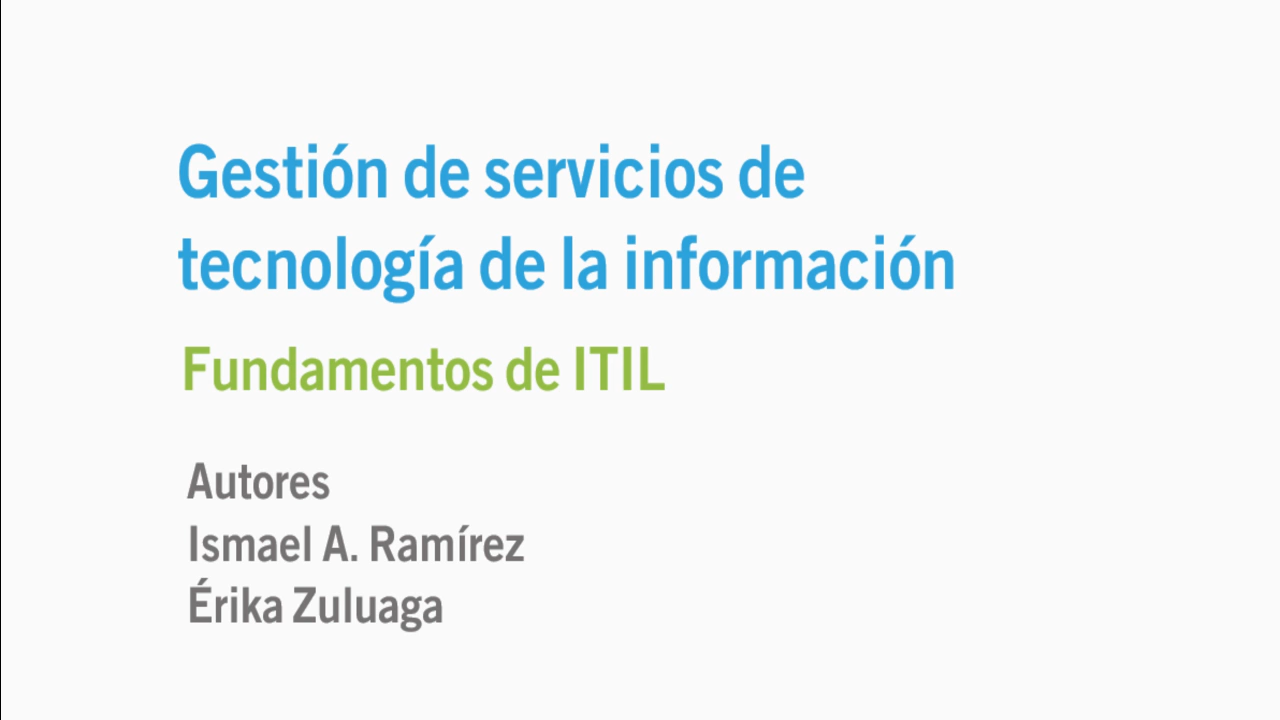 Gestión de servicios de
tecnología de la información
Fundamentos de ITIL
Autores
Ismael A. Ramírez
Érika Zuluaga